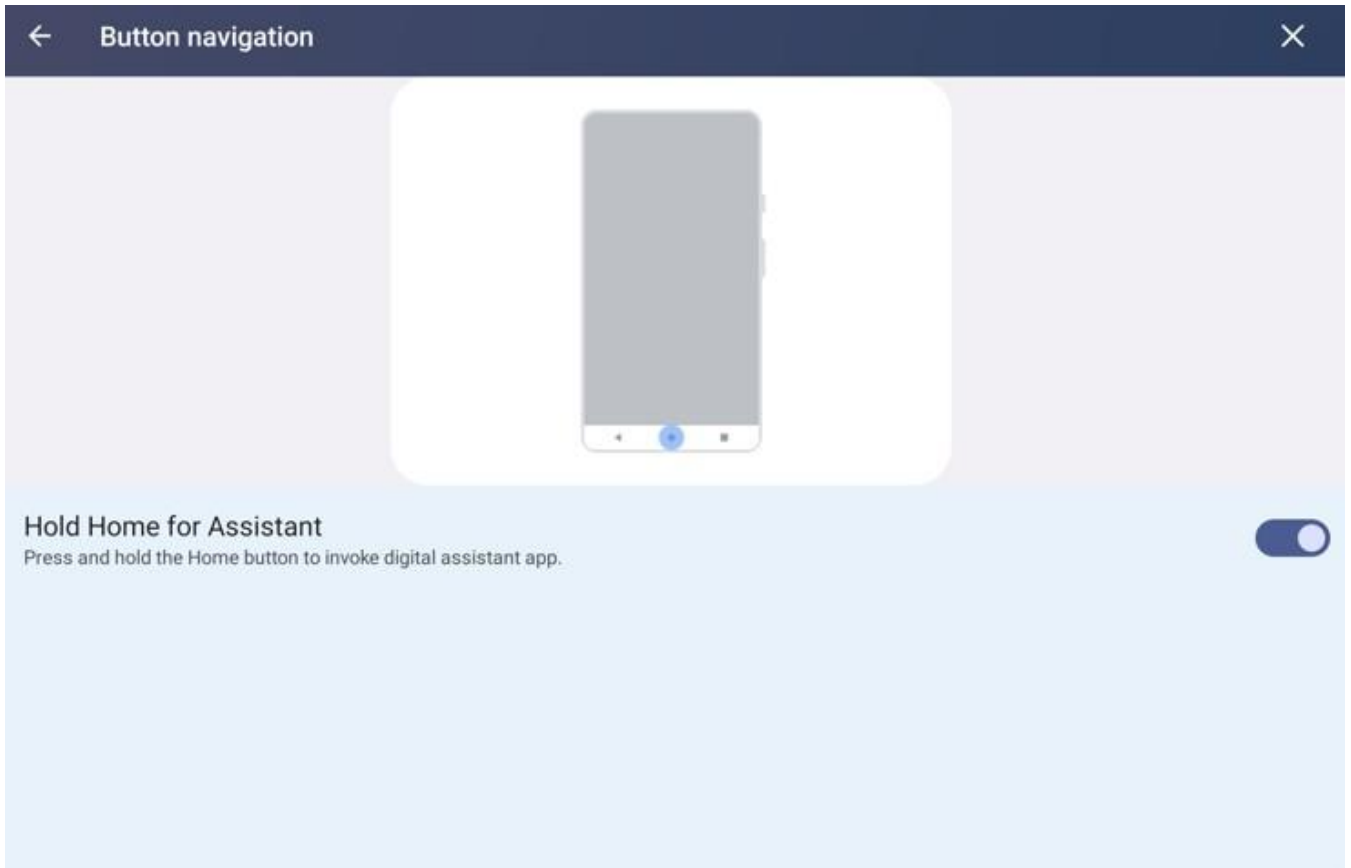 Button navigation
Hold Home for Assistant
Press and hold the Home button to invoke digital assistant app.